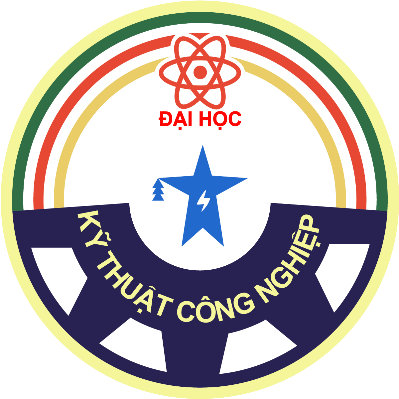 ĐẠI HỌC
KỸ THUẬT CÔNG NGHIỆP